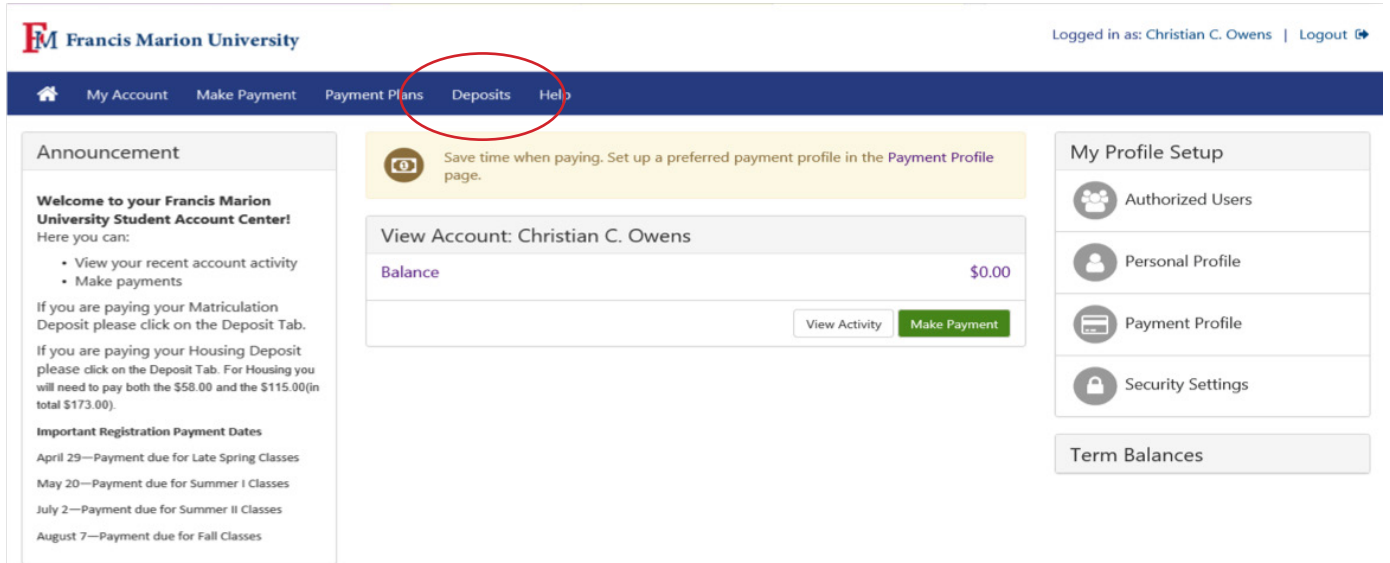 FM Francis Marion University
Logged in as: Christian C. Owens | Logout
My Account Make Payment Payment Plans Deposits Help
Announcement
Welcome to your Francis Marion
University Student Account Center!
Here you can:
• View your recent account activity
• Make payments
If you are paying your Matriculation
Deposit please click on the Deposit Tab.
If you are paying your Housing Deposit
please click on the Deposit Tab. For Housing you
will need to pay both the $58.00 and the $115.00(in
total $173.00).
Important Registration Payment Dates
April 29—Payment due for Late Spring Classes
May 20—Payment due for Summer I Classes
July 2—Payment due for Summer II Classes
August 7—Payment due for Fall Classes
Save time when paying. Set up a preferred payment profile in the Payment Profile
page.
View Account: Christian C. Owens
Balance $0.00
View Activity Make Payment
My Profile Setup
Authorized Users
Personal Profile
Payment Profile
Security Settings
Term Balances